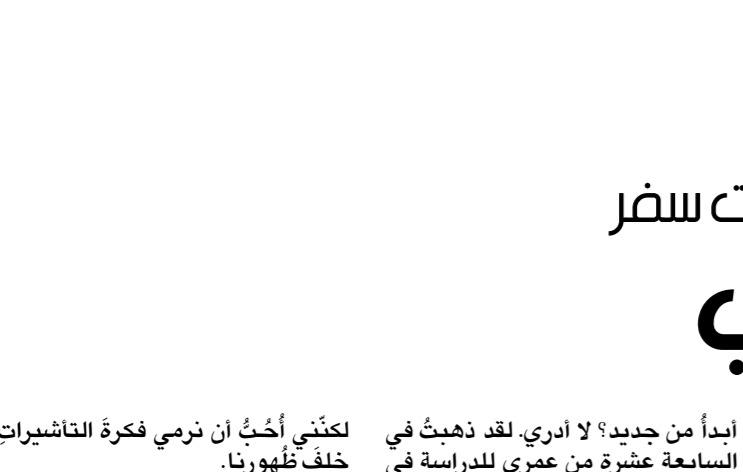 سفر
أبدأُ من جديد؟ لا أدري. لقد ذهبتُ في
السابعة عشرة من عمري للدراسة في
لكنّني أُحُبُّ أن نرمي فكرةَ التأشيراتِ
خلفَ ظُهورِنا.